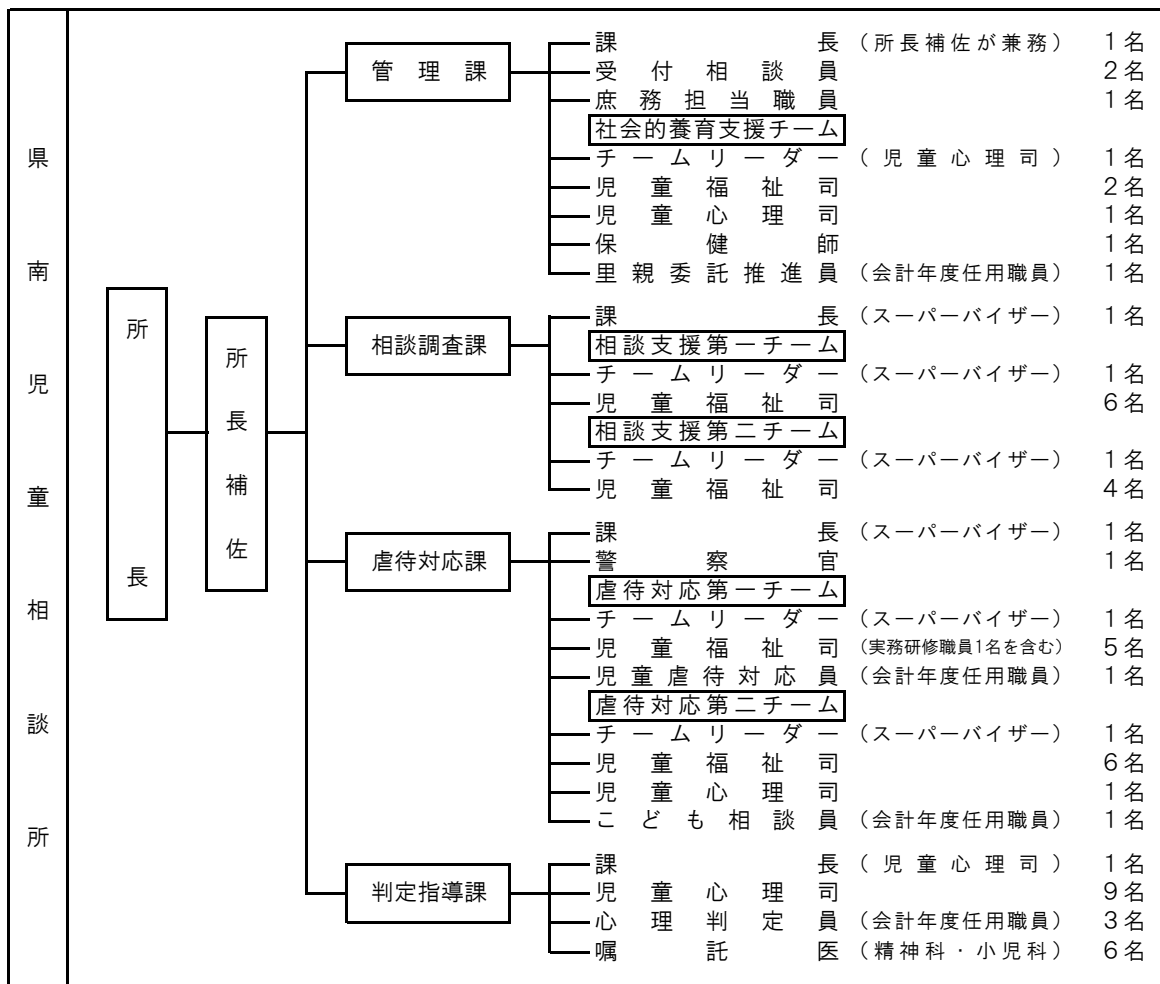 県南児童相談所
所長
所長補佐
管理課
課長（所長補佐が兼務） 1名
受付相談員 2名
庶務担当職員 1名
社会的養育支援チーム
チームリーダー（児童心理司） 1名
児童福祉司 2名
児童心理司 1名
保健師 1名
里親委託推進員（会計年度任用職員） 1名
相談調査課
課長（スーパーバイザー） 1名
相談支援第一チーム
チームリーダー（スーパーバイザー） 1名
児童福祉司 6名
相談支援第二チーム
チームリーダー（スーパーバイザー） 1名
児童福祉司 4名
虐待対応課
課長（スーパーバイザー） 1名
警察官 1名
虐待対応第一チーム
チームリーダー（スーパーバイザー） 1名
児童福祉司（実務研修職員1名を含む） 5名
児童虐待対応員（会計年度任用職員） 1名
虐待対応第二チーム
チームリーダー（スーパーバイザー） 1名
児童福祉司 6名
児童心理司 1名
こども相談員（会計年度任用職員） 1名
判定指導課
課長（児童心理司） 1名
児童心理司 9名
心理判定員（会計年度任用職員） 3名
嘱託医（精神科・小児科） 6名